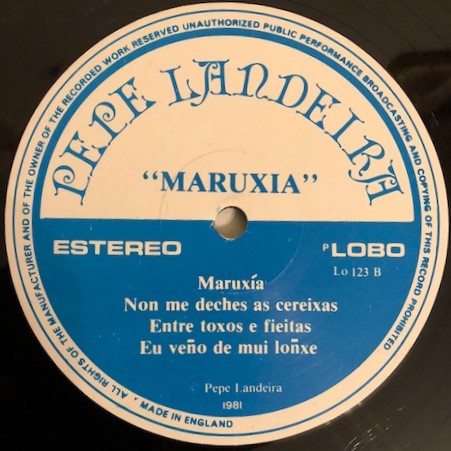 ALL RIGHTS OF THE MANUFACTURER AND OF THE OWNER OF THE RECORDED WORK RESERVED UNAUTHORIZED PUBLIC PERFORMANCE BROADCASTING AND COPYING OF THIS RECORD PROHIBITED
PEPE LANDEIRA
“MARUXIA”
ESTEREO
P LOBO
Lo 123 B
Maruxía
Non me deches as cereixas
Entre toxos e fieitas
Eu veño de mui loñxe
Pepe Landeira
1981
MADE IN ENGLAND